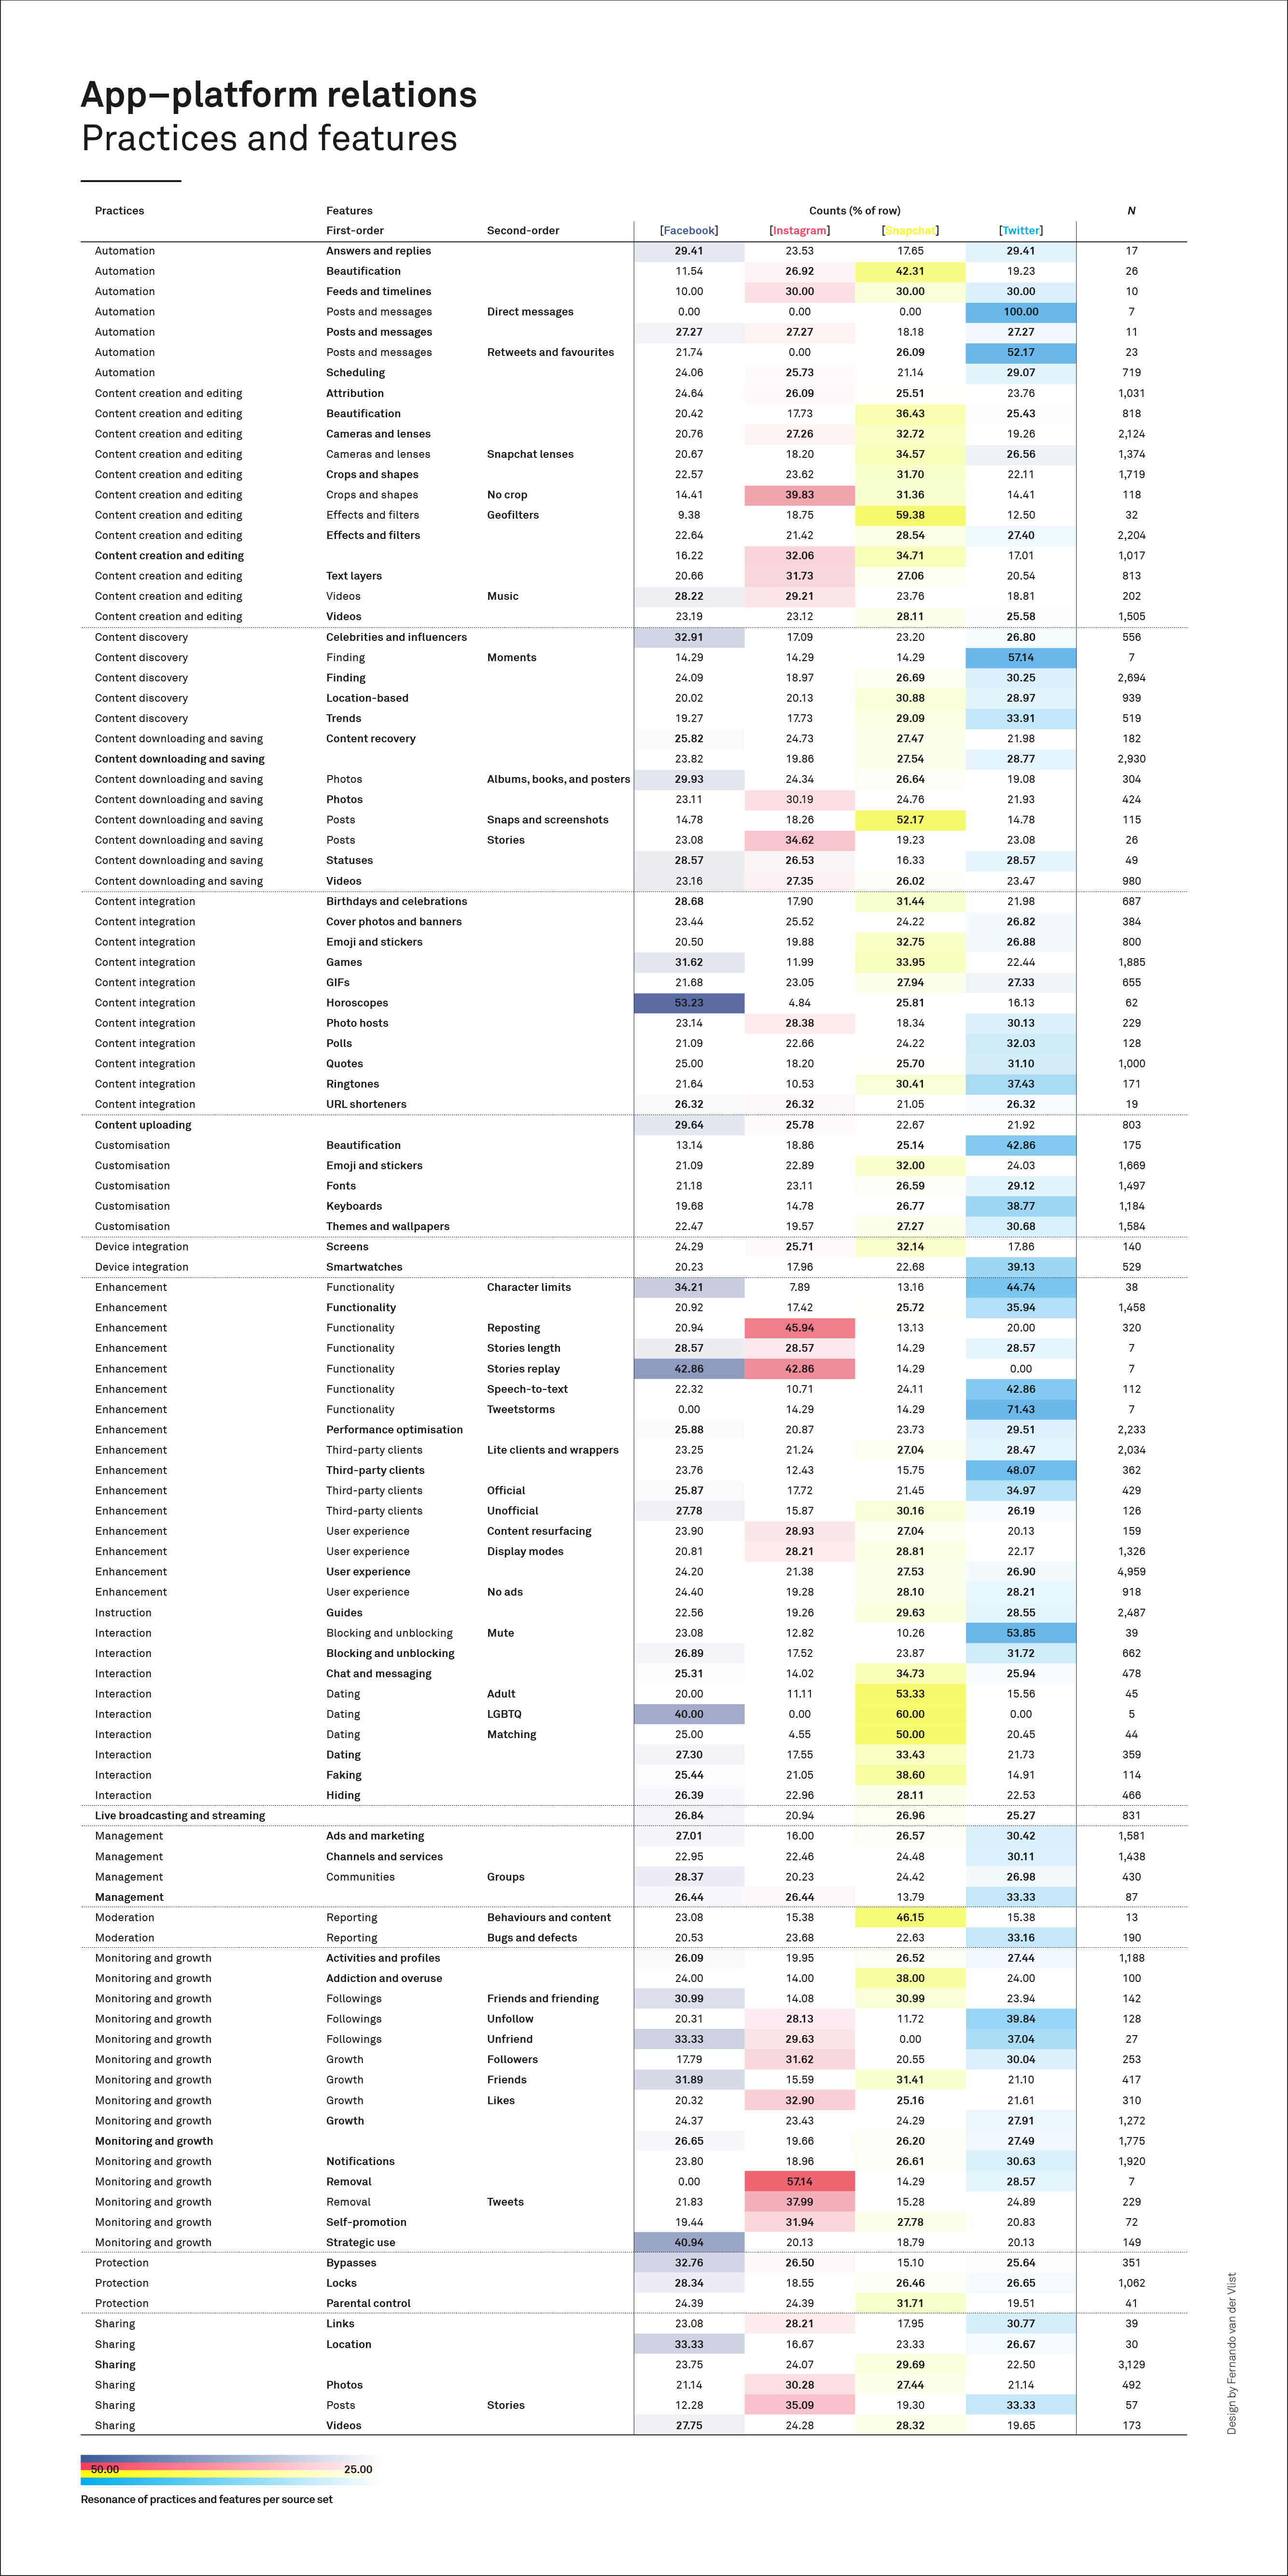 App–platform relations
Practices and features
Practices Features Counts (% of row) N
First-order Second-order [Facebook] [Instagram] [Snapchat] [Twitter]
Automation Answers and replies 29.41 23.53 17.65 29.41 17
Automation Beautification 11.54 26.92 42.31 19.23 26
Automation Feeds and timelines 10.00 30.00 30.00 30.00 10
Automation Posts and messages Direct messages 0.00 0.00 0.00 100.00 7
Automation Posts and messages 27.27 27.27 18.18 27.27 11
Automation Posts and messages Retweets and favourites 21.74 0.00 26.09 52.17 23
Automation Scheduling 24.06 25.73 21.14 29.07 719
Content creation and editing Attribution 24.64 26.09 25.51 23.76 1,031
Content creation and editing Beautification 20.42 17.73 36.43 25.43 818
Content creation and editing Cameras and lenses 20.76 27.26 32.72 19.26 2,124
Content creation and editing Cameras and lenses Snapchat lenses 20.67 18.20 34.57 26.56 1,374
Content creation and editing Crops and shapes 22.57 23.62 31.70 22.11 1,719
Content creation and editing Crops and shapes No crop 14.41 39.83 31.36 14.41 118
Content creation and editing Effects and filters Geofilters 9.38 18.75 59.38 12.50 32
Content creation and editing Effects and filters 22.64 21.42 28.54 27.40 2,204
Content creation and editing 16.22 32.06 34.71 17.01 1,017
Content creation and editing Text layers 20.66 31.73 27.06 20.54 813
Content creation and editing Videos Music 28.22 29.21 23.76 18.81 202
Content creation and editing Videos 23.19 23.12 28.11 25.58 1,505
Content discovery Celebrities and influencers 32.91 17.09 23.20 26.80 556
Content discovery Finding Moments 14.29 14.29 14.29 57.14 7
Content discovery Finding 24.09 18.97 26.69 30.25 2,694
Content discovery Location-based 20.02 20.13 30.88 28.97 939
Content discovery Trends 19.27 17.73 29.09 33.91 519
Content downloading and saving Content recovery 25.82 24.73 27.47 21.98 182
Content downloading and saving 23.82 19.86 27.54 28.77 2,930
Content downloading and saving Photos Albums, books, and posters 29.93 24.34 26.64 19.08 304
Content downloading and saving Photos 23.11 30.19 24.76 21.93 424
Content downloading and saving Posts Snaps and screenshots 14.78 18.26 52.17 14.78 115
Content downloading and saving Posts Stories 23.08 34.62 19.23 23.08 26
Content downloading and saving Statuses 28.57 26.53 16.33 28.57 49
Content downloading and saving Videos 23.16 27.35 26.02 23.47 980
Content integration Birthdays and celebrations 28.68 17.90 31.44 21.98 687
Content integration Cover photos and banners 23.44 25.52 24.22 26.82 384
Content integration Emoji and stickers 20.50 19.88 32.75 26.88 800
Content integration Games 31.62 11.99 33.95 22.44 1,885
Content integration GIFs 21.68 23.05 27.94 27.33 655
Content integration Horoscopes 53.23 4.84 25.81 16.13 62
Content integration Photo hosts 23.14 28.38 18.34 30.13 229
Content integration Polls 21.09 22.66 24.22 32.03 128
Content integration Quotes 25.00 18.20 25.70 31.10 1,000
Content integration Ringtones 21.64 10.53 30.41 37.43 171
Content integration URL shorteners 26.32 26.32 21.05 26.32 19
Content uploading 29.64 25.78 22.67 21.92 803
Customisation Beautification 13.14 18.86 25.14 42.86 175
Customisation Emoji and stickers 21.09 22.89 32.00 24.03 1,669
Customisation Fonts 21.18 23.11 26.59 29.12 1,497
Customisation Keyboards 19.68 14.78 26.77 38.77 1,184
Customisation Themes and wallpapers 22.47 19.57 27.27 30.68 1,584
Device integration Screens 24.29 25.71 32.14 17.86 140
Device integration Smartwatches 20.23 17.96 22.68 39.13 529
Enhancement Functionality Character limits 34.21 7.89 13.16 44.74 38
Enhancement Functionality 20.92 17.42 25.72 35.94 1,458
Enhancement Functionality Reposting 20.94 45.94 13.13 20.00 320
Enhancement Functionality Stories length 28.57 28.57 14.29 28.57 7
Enhancement Functionality Stories replay 42.86 42.86 14.29 0.00 7
Enhancement Functionality Speech-to-text 22.32 10.71 24.11 42.86 112
Enhancement Functionality Tweetstorms 0.00 14.29 14.29 71.43 7
Enhancement Performance optimisation 25.88 20.87 23.73 29.51 2,233
Enhancement Third-party clients Lite clients and wrappers 23.25 21.24 27.04 28.47 2,034
Enhancement Third-party clients 23.76 12.43 15.75 48.07 362
Enhancement Third-party clients Official 25.87 17.72 21.45 34.97 429
Enhancement Third-party clients Unofficial 27.78 15.87 30.16 26.19 126
Enhancement User experience Content resurfacing 23.90 28.93 27.04 20.13 159
Enhancement User experience Display modes 20.81 28.21 28.81 22.17 1,326
Enhancement User experience 24.20 21.38 27.53 26.90 4,959
Enhancement User experience No ads 24.40 19.28 28.10 28.21 918
Instruction Guides 22.56 19.26 29.63 28.55 2,487
Interaction Blocking and unblocking Mute 23.08 12.82 10.26 53.85 39
Interaction Blocking and unblocking 26.89 17.52 23.87 31.72 662
Interaction Chat and messaging 25.31 14.02 34.73 25.94 478
Interaction Dating Adult 20.00 11.11 53.33 15.56 45
Interaction Dating LGBTQ 40.00 0.00 60.00 0.00 5
Interaction Dating Matching 25.00 4.55 50.00 20.45 44
Interaction Dating 27.30 17.55 33.43 21.73 359
Interaction Faking 25.44 21.05 38.60 14.91 114
Interaction Hiding 26.39 22.96 28.11 22.53 466
Live broadcasting and streaming 26.84 20.94 26.96 25.27 831
Management Ads and marketing 27.01 16.00 26.57 30.42 1,581
Management Channels and services 22.95 22.46 24.48 30.11 1,438
Management Communities Groups 28.37 20.23 24.42 26.98 430
Management 26.44 26.44 13.79 33.33 87
Moderation Reporting Behaviours and content 23.08 15.38 46.15 15.38 13
Moderation Reporting Bugs and defects 20.53 23.68 22.63 33.16 190
Monitoring and growth Activities and profiles 26.09 19.95 26.52 27.44 1,188
Monitoring and growth Addiction and overuse 24.00 14.00 38.00 24.00 100
Monitoring and growth Followings Friends and friending 30.99 14.08 30.99 23.94 142
Monitoring and growth Followings Unfollow 20.31 28.13 11.72 39.84 128
Monitoring and growth Followings Unfriend 33.33 29.63 0.00 37.04 27
Monitoring and growth Growth Followers 17.79 31.62 20.55 30.04 253
Monitoring and growth Growth Friends 31.89 15.59 31.41 21.10 417
Monitoring and growth Growth Likes 20.32 32.90 25.16 21.61 310
Monitoring and growth Growth 24.37 23.43 24.29 27.91 1,272
Monitoring and growth 26.65 19.66 26.20 27.49 1,775
Monitoring and growth Notifications 23.80 18.96 26.61 30.63 1,920
Monitoring and growth Removal 0.00 57.14 14.29 28.57 7
Monitoring and growth Removal Tweets 21.83 37.99 15.28 24.89 229
Monitoring and growth Self-promotion 19.44 31.94 27.78 20.83 72
Monitoring and growth Strategic use 40.94 20.13 18.79 20.13 149
Protection Bypasses 32.76 26.50 15.10 25.64 351
Protection Locks 28.34 18.55 26.46 26.65 1,062
Protection Parental control 24.39 24.39 31.71 19.51 41
Sharing Links 23.08 28.21 17.95 30.77 39
Sharing Location 33.33 16.67 23.33 26.67 30
Sharing 23.75 24.07 29.69 22.50 3,129
Sharing Photos 21.14 30.28 27.44 21.14 492
Sharing Posts Stories 12.28 35.09 19.30 33.33 57
Sharing Videos 27.75 24.28 28.32 19.65 173
50.00 25.00
Resonance of practices and features per source set
Design by Fernando van der Vlist